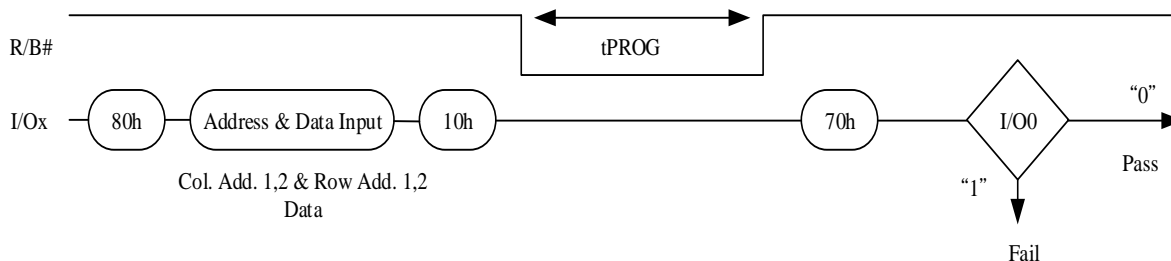 R/B#
tPROG
I/Ox
80h
Address & Data Input
10h
70h
I/O0
“0”
Pass
Col. Add. 1,2 & Row Add. 1,2
Data
“1”
Fail